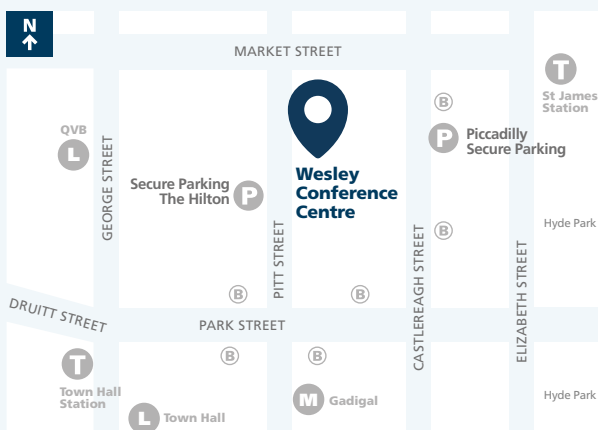 N
MARKET STREET
T
St James
Station
B
QVB
L
P
Piccadilly
Secure Parking
GEORGE STREET
Secure Parking
The Hilton
P
Wesley
Conference
Centre
B
Hyde Park
PITT STREET
CASTLEREAGH STREET
ELIZABETH STREET
B
B
DRUITT STREET
PARK STREET
B
B
T
Town Hall
Station
L
Town Hall
M
Gadigal
Hyde Park